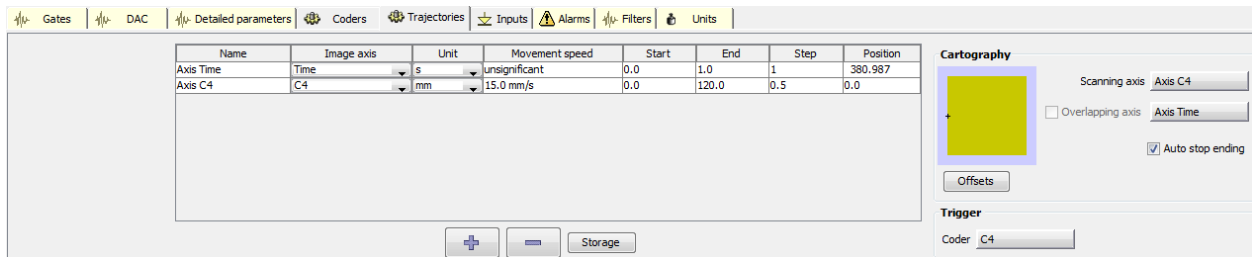 Gates DAC Detailed parameters Coders Trajectories Inputs Alarms Filters Units
Name Image axis Unit Movement speed Start End Step Position
Axis Time Time s unsignificant 0.0 1.0 1 380.987
Axis C4 C4 mm 15.0 mm/s 0.0 120.0 0.5 0.0
Storage
Cartography
Scanning axis Axis C4
Overlapping axis Axis Time
Auto stop ending
Offsets
Trigger
Coder C4